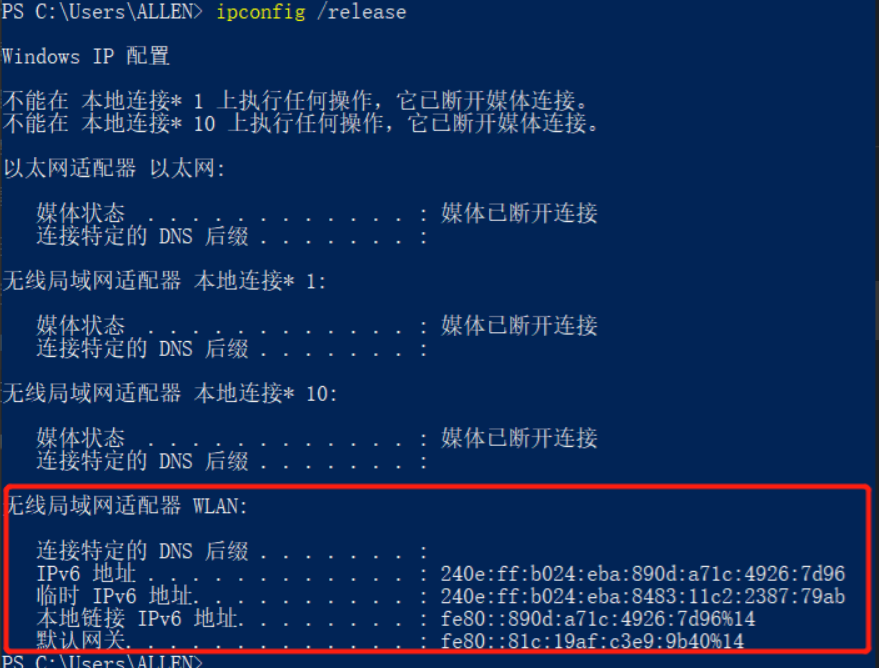 PS C:\Users\ALLEN> ipconfig /release
Windows IP 配置
不能在 本地连接* 1 上执行任何操作，它已断开媒体连接。
不能在 本地连接* 10 上执行任何操作，它已断开媒体连接。
以太网适配器 以太网:
媒体状态 . . . . . . . . . . . . : 媒体已断开连接
连接特定的 DNS 后缀 . . . . . . . :
无线局域网适配器 本地连接* 1:
媒体状态 . . . . . . . . . . . . : 媒体已断开连接
连接特定的 DNS 后缀 . . . . . . . :
无线局域网适配器 本地连接* 10:
媒体状态 . . . . . . . . . . . . : 媒体已断开连接
连接特定的 DNS 后缀 . . . . . . . :
无线局域网适配器 WLAN:
连接特定的 DNS 后缀 . . . . . . . :
IPv6 地址 . . . . . . . . . . . . : 240e:ff:b024:eba:890d:a71c:4926:7d96
临时 IPv6 地址. . . . . . . . . . : 240e:ff:b024:eba:8483:11c2:2387:79ab
本地链接 IPv6 地址. . . . . . . . : fe80::890d:a71c:4926:7d96%14
默认网关. . . . . . . . . . . . . : fe80::81c:19af:c3e9:9b40%14
PS C:\Users\ALLEN>